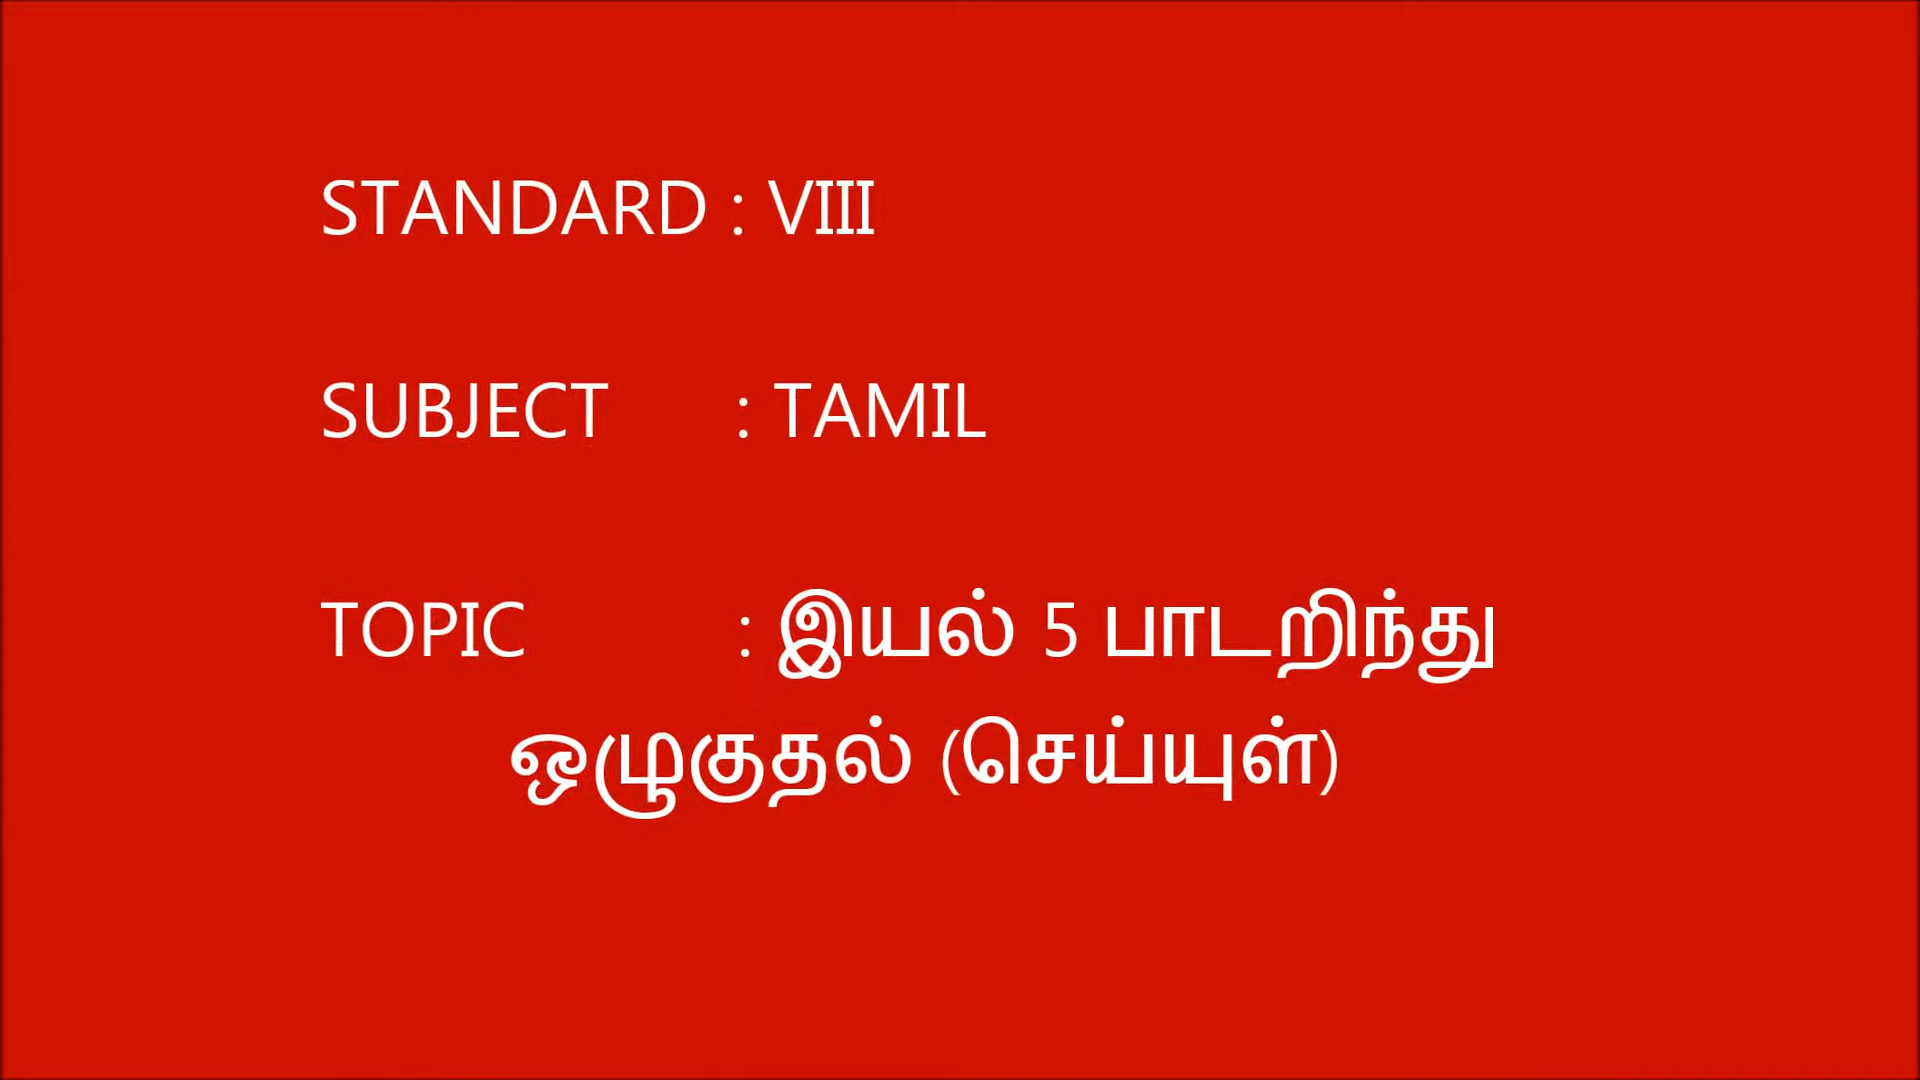 STANDARD : VIII
SUBJECT : TAMIL
TOPIC : இயல் 5 பாடறிந்து
ஒழுகுதல் (செய்யுள்)